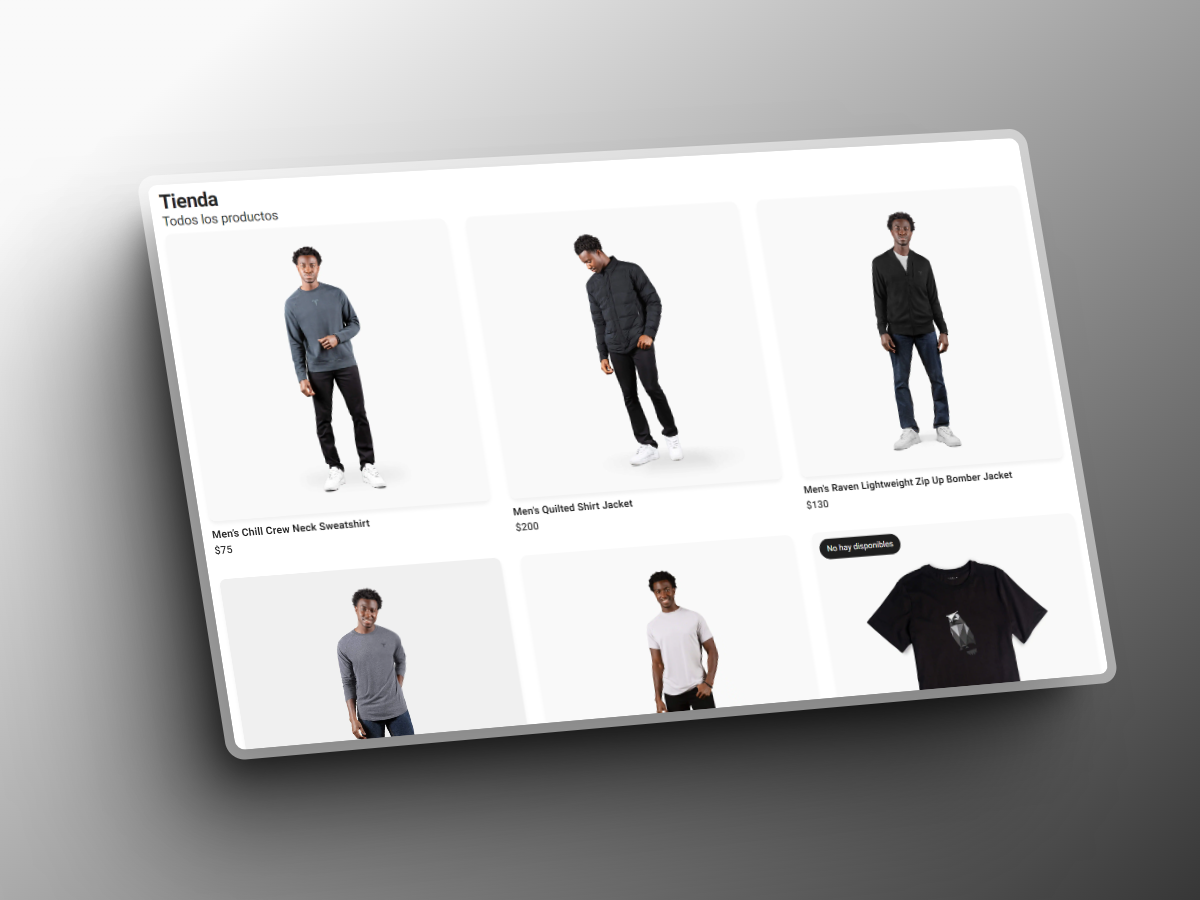 Tienda
Todos los productos
Men's Chill Crew Neck Sweatshirt
$75
Men's Quilted Shirt Jacket
$200
Men's Raven Lightweight Zip Up Bomber Jacket
$130
No hay disponibles